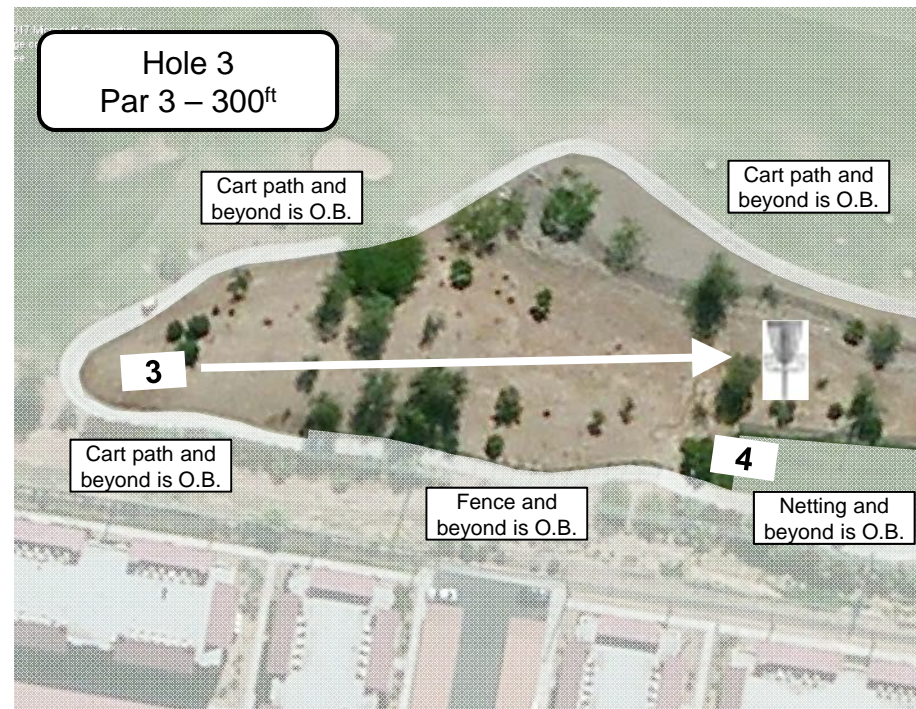 Hole 3
Par 3 – 300ft
Cart path and
beyond is O.B.
Cart path and
beyond is O.B.
3
4
Cart path and
beyond is O.B.
Fence and
beyond is O.B.
Netting and
beyond is O.B.